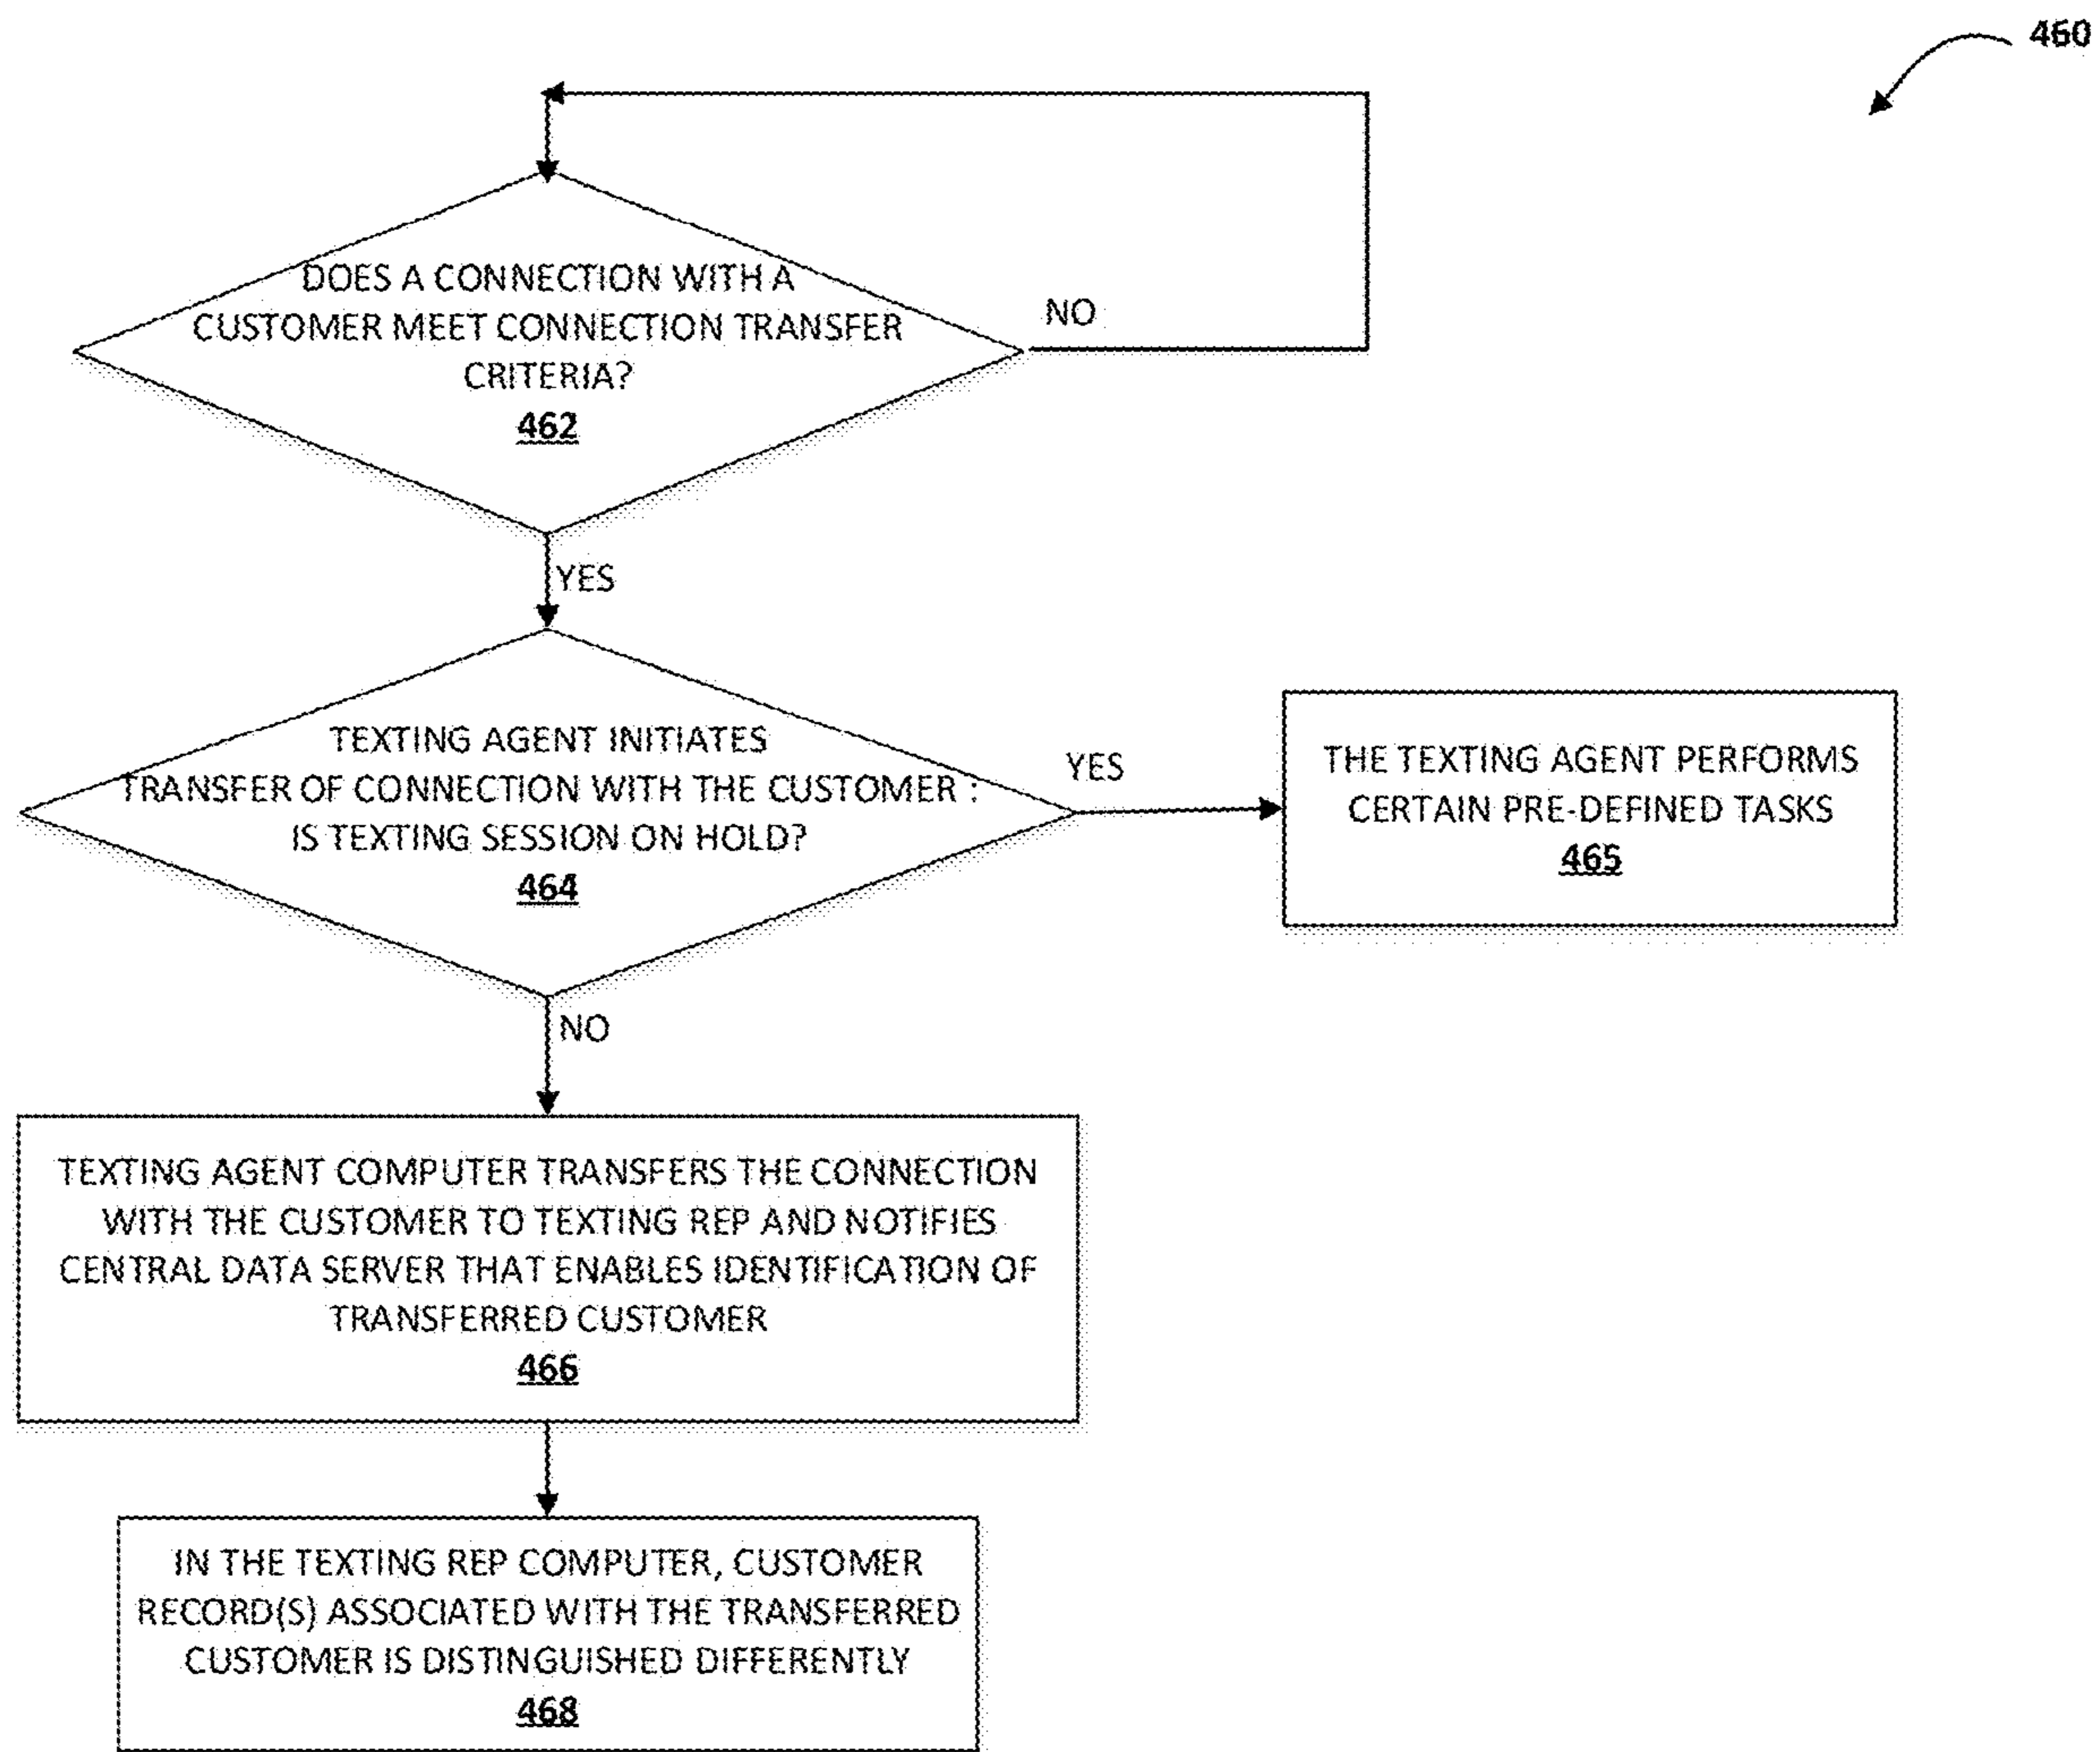 460
DOES A CONNECTION WITH A
CUSTOMER MEET CONNECTION TRANSFER
CRITERIA?
462
NO
YES
TEXTING AGENT INITIATES
TRANSFER OF CONNECTION WITH THE CUSTOMER :
IS TEXTING SESSION ON HOLD?
464
YES
THE TEXTING AGENT PERFORMS
CERTAIN PRE-DEFINED TASKS
465
NO
TEXTING AGENT COMPUTER TRANSFERS THE CONNECTION
WITH THE CUSTOMER TO TEXTING REP AND NOTIFIES
CENTRAL DATA SERVER THAT ENABLES IDENTIFICATION OF
TRANSFERRED CUSTOMER
466
IN THE TEXTING REP COMPUTER, CUSTOMER
RECORD(S) ASSOCIATED WITH THE TRANSFERRED
CUSTOMER IS DISTINGUISHED DIFFERENTLY
468